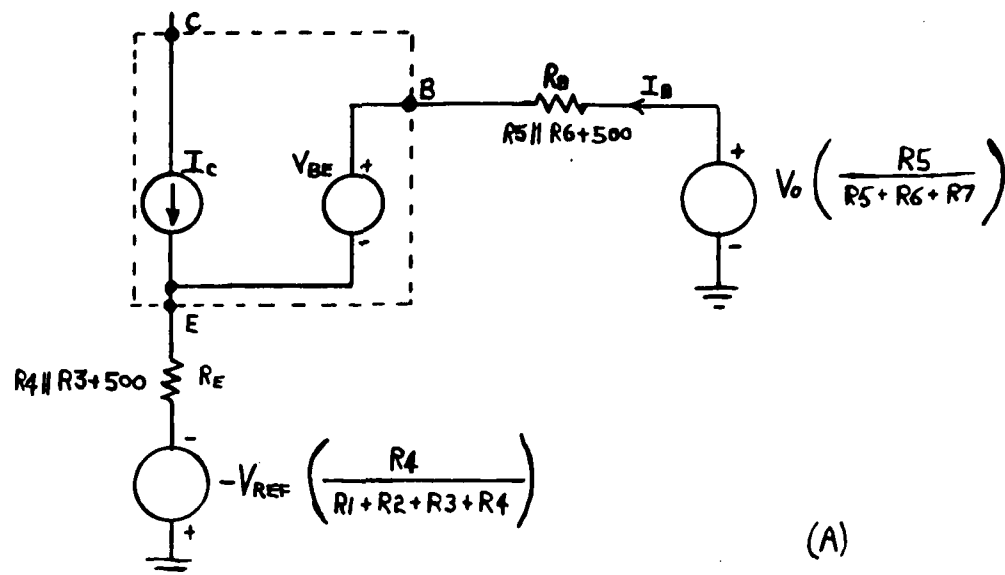 C
B
R_B
I_B
R5||R6+500
I_C
V_BE
+
-
+
-
V_o (R5 / R5+R6+R7)
E
R4||R3+500
R_E
-
+
-V_REF (R4 / R1+R2+R3+R4)
(A)